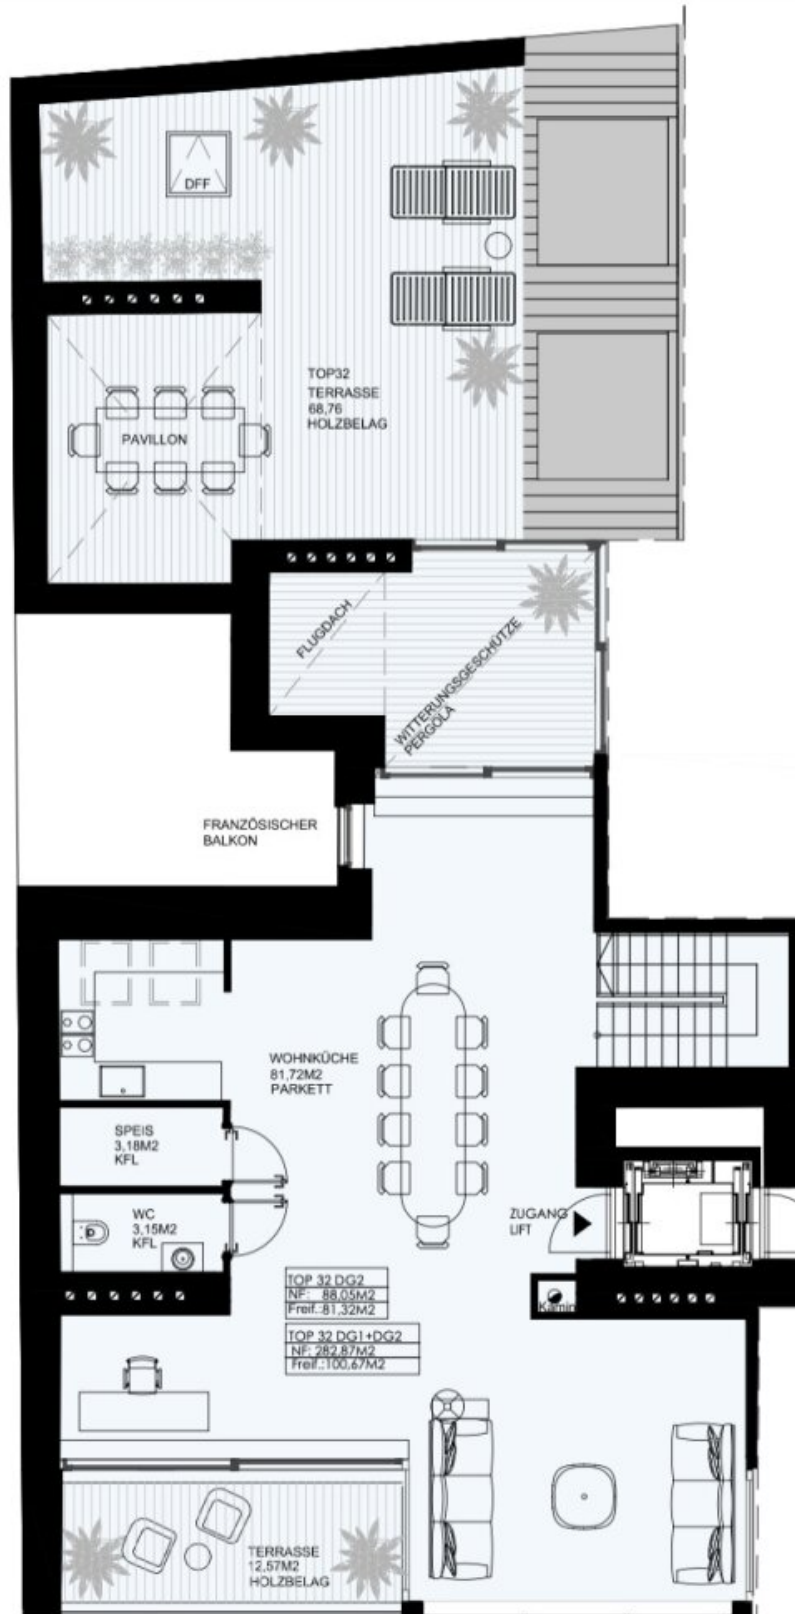 DFF
TOP32
TERRASSE
68,76
HOLZBELAG
PAVILLON
FLUGDACH
WITTERUNGSGESCHÜTZE
PERGOLA
FRANZÖSISCHER
BALKON
WOHNKÜCHE
81,72M2
PARKETT
SPEIS
3,18M2
KFL
WC
3,15M2
KFL
ZUGANG
LIFT
TOP 32 DG2
NF: 88,05M2
Freif.:81,32M2
Kamin
TOP 32 DG1+DG2
NF: 282,87M2
Freif.:100,67M2
TERRASSE
12,57M2
HOLZBELAG